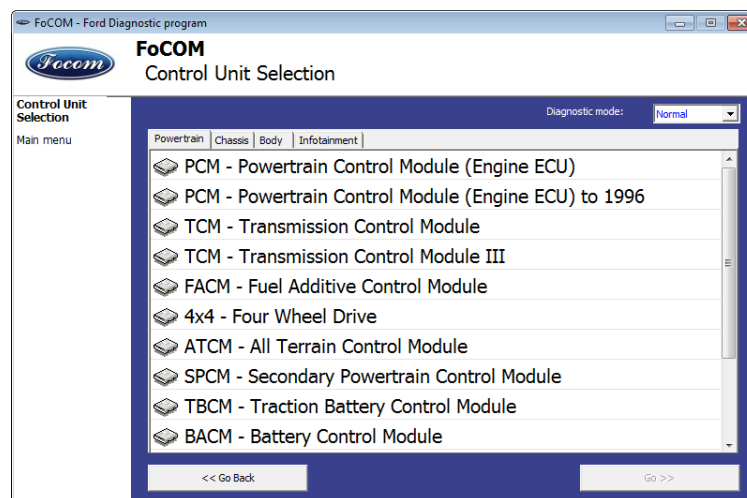 FoCOM - Ford Diagnostic program
Focom
FoCOM
Control Unit Selection
Control Unit
Selection
Main menu
Diagnostic mode:
Normal
Powertrain
Chassis
Body
Infotainment
PCM - Powertrain Control Module (Engine ECU)
PCM - Powertrain Control Module (Engine ECU) to 1996
TCM - Transmission Control Module
TCM - Transmission Control Module III
FACM - Fuel Additive Control Module
4x4 - Four Wheel Drive
ATCM - All Terrain Control Module
SPCM - Secondary Powertrain Control Module
TBCM - Traction Battery Control Module
BACM - Battery Control Module
<< Go Back
Go >>